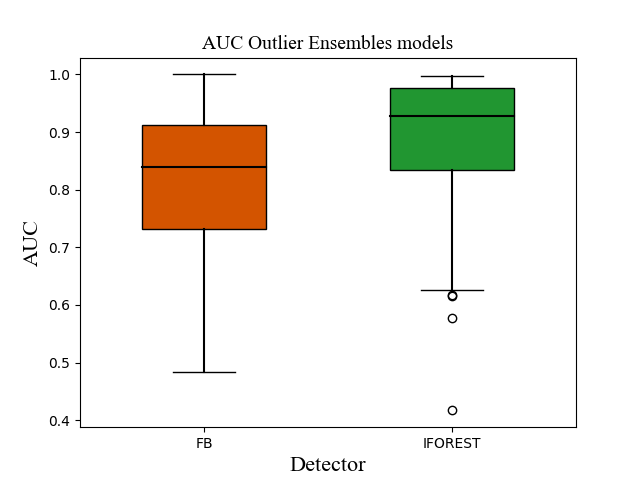 AUC Outlier Ensembles models
1.0
0.9
0.8
0.7
0.6
0.5
0.4
AUC
FB
IFOREST
Detector